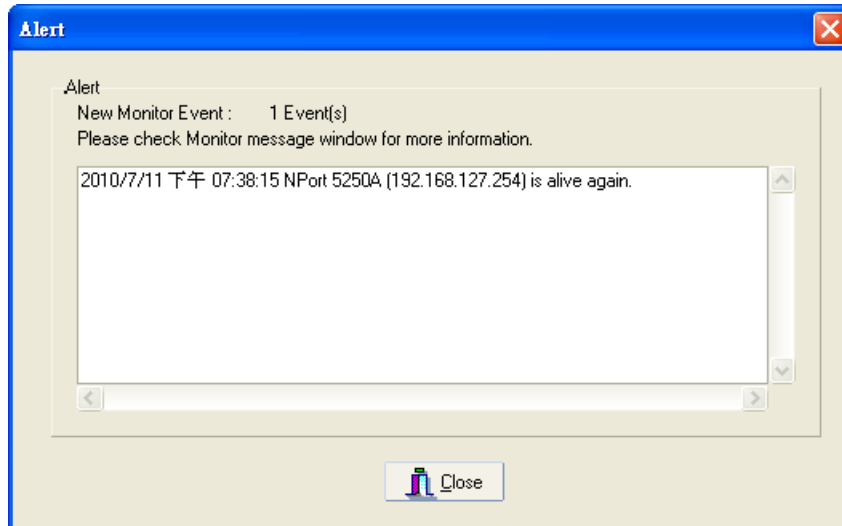 Alert
Alert
New Monitor Event : 1 Event(s)
Please check Monitor message window for more information.
2010/7/11 下午 07:38:15 NPort 5250A (192.168.127.254) is alive again.
Close